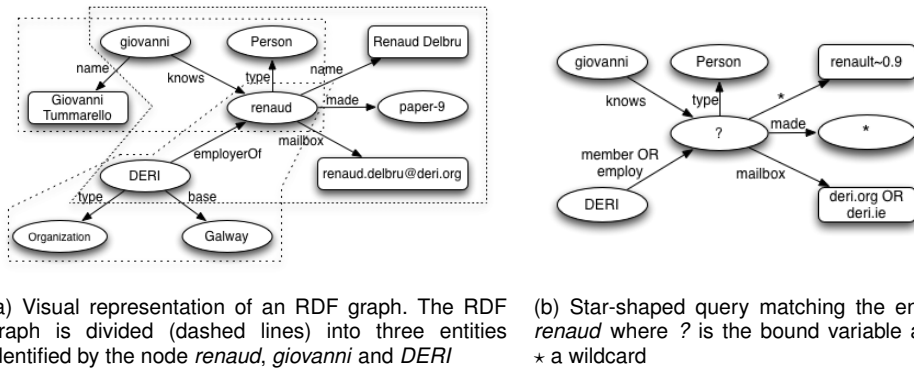 giovanni
Person
Renaud Delbru
name
knows
type
name
Giovanni
Tummarello
renaud
made
paper-9
mailbox
employerOf
DERI
renaud.delbru@deri.org
type
base
Organization
Galway
giovanni
Person
renault~0.9
knows
type
*
?
made
*
member OR
employ
mailbox
DERI
deri.org OR
deri.ie
a) Visual representation of an RDF graph. The RDF
graph is divided (dashed lines) into three entities
dentified by the node renaud, giovanni and DERI
(b) Star-shaped query matching the
renaud where ? is the bound variable
⋆ a wildcard